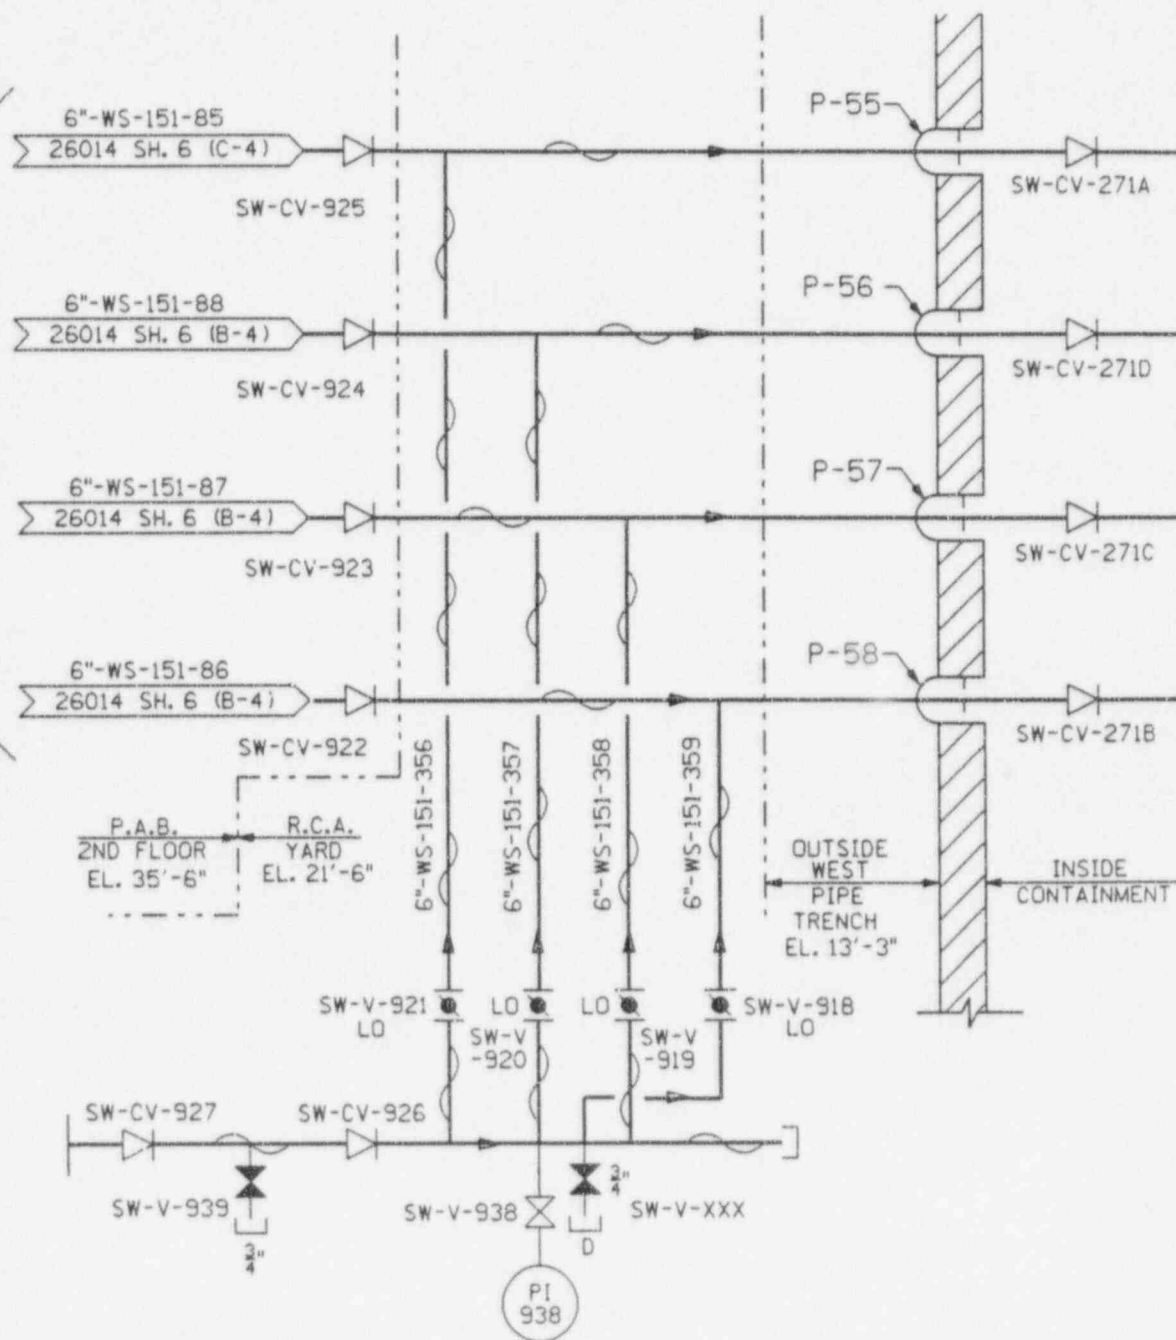 6"-WS-151-85
26014 SH. 6 (C-4)
SW-CV-925
P-55
SW-CV-271A
6"-WS-151-88
26014 SH. 6 (B-4)
SW-CV-924
P-56
SW-CV-271D
6"-WS-151-87
26014 SH. 6 (B-4)
SW-CV-923
P-57
SW-CV-271C
6"-WS-151-86
26014 SH. 6 (B-4)
SW-CV-922
P-58
SW-CV-271B
6"-WS-151-356
6"-WS-151-357
6"-WS-151-358
6"-WS-151-359
P.A.B.
2ND FLOOR
EL. 35'-6"
R.C.A.
YARD
EL. 21'-6"
OUTSIDE
WEST
PIPE
TRENCH
EL. 13'-3"
INSIDE
CONTAINMENT
SW-V-921
LO
LO
SW-V
-920
LO
SW-V
-919
SW-V-918
LO
SW-CV-927
SW-CV-926
SW-V-939
3/4"
SW-V-938
3/4"
SW-V-XXX
D
PI
938